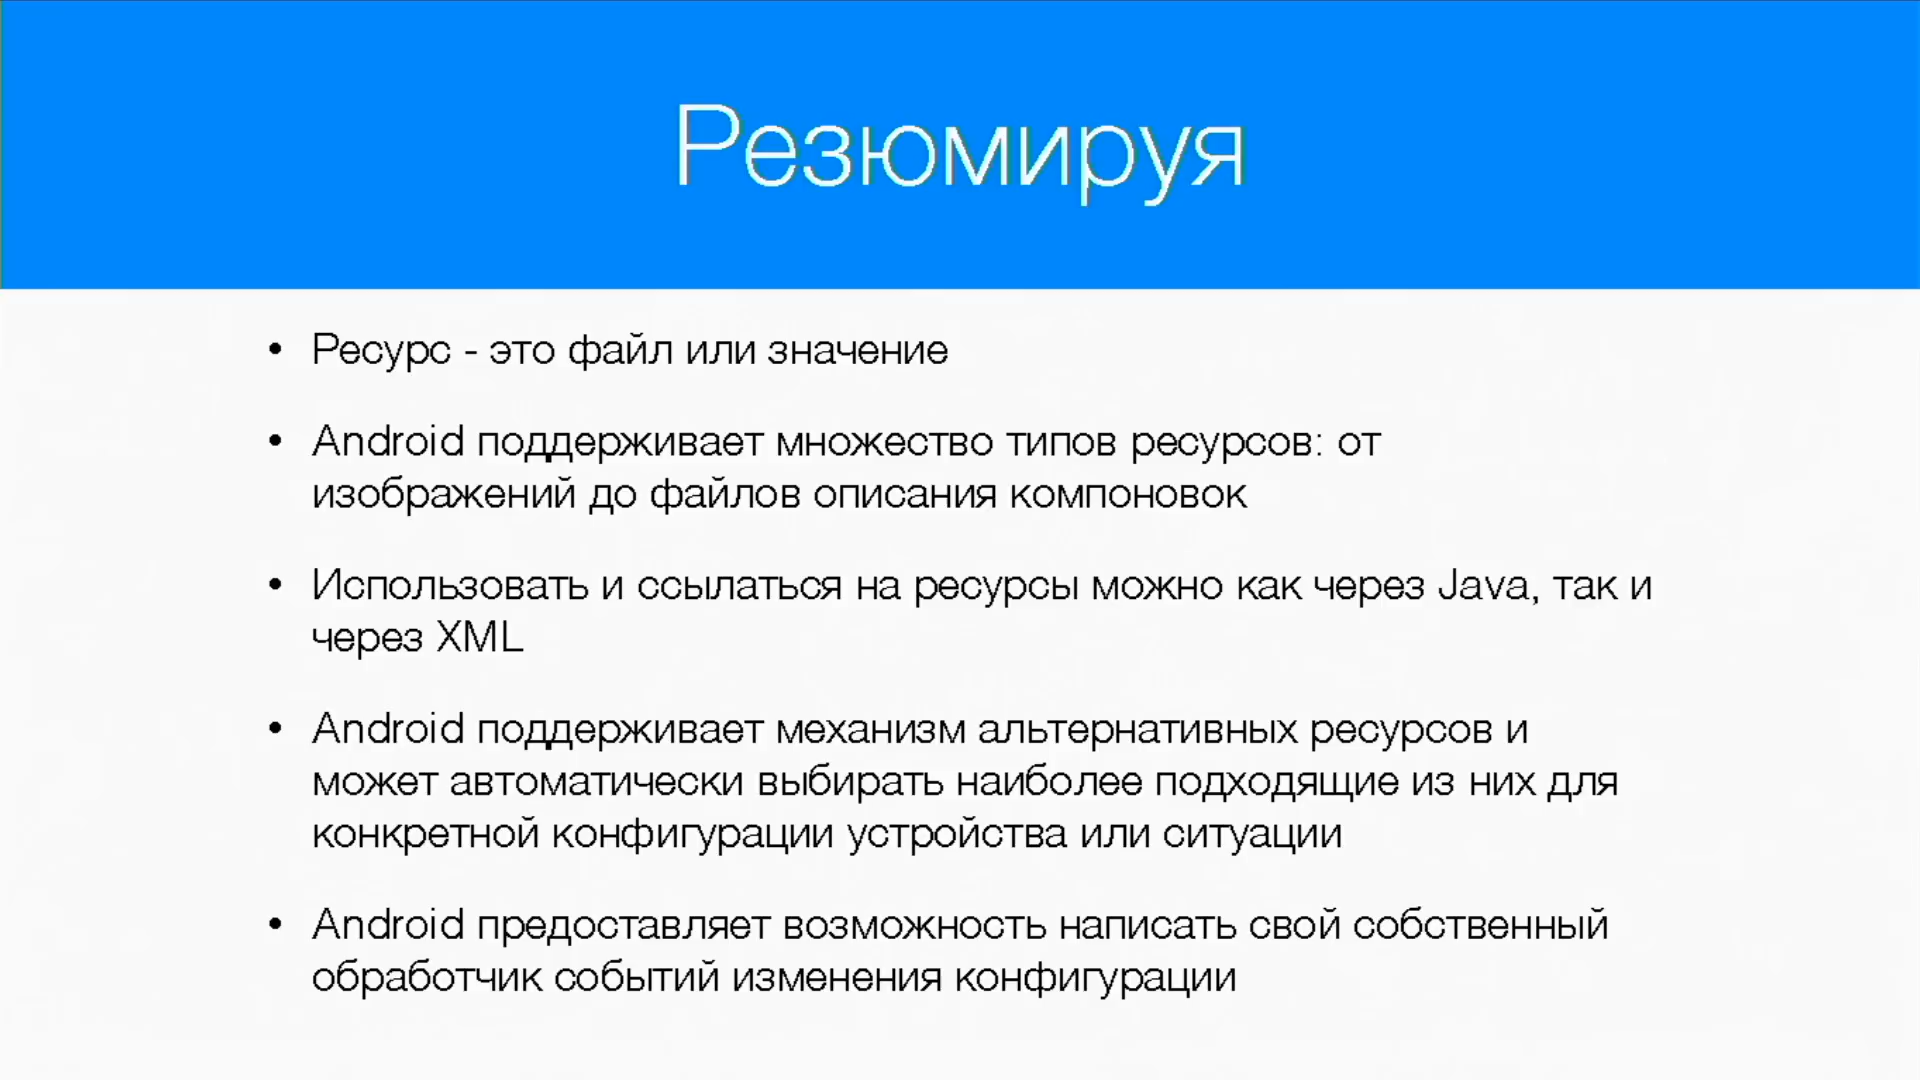 Резюмируя
• Ресурс - это файл или значение
• Android поддерживает множество типов ресурсов: от
изображений до файлов описания компоновок
• Использовать и ссылаться на ресурсы можно как через Java, так и
через XML
• Android поддерживает механизм альтернативных ресурсов и
может автоматически выбирать наиболее подходящие из них для
конкретной конфигурации устройства или ситуации
• Android предоставляет возможность написать свой собственный
обработчик событий изменения конфигурации